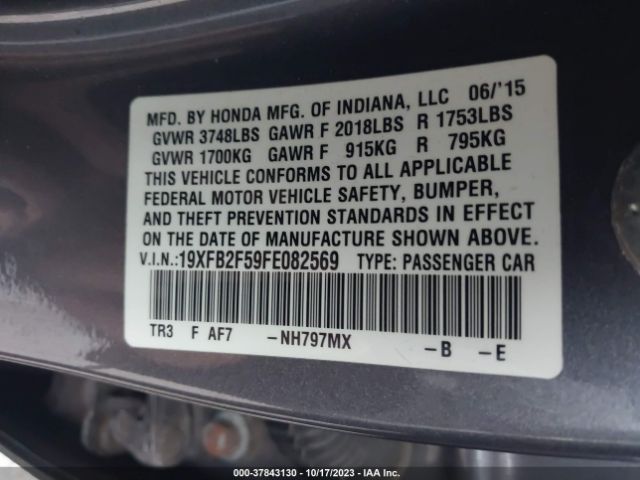 MFD. BY HONDA MFG. OF INDIANA, LLC 06/'15
GVWR 3748LBS GAWR F 2018LBS R 1753LBS
GVWR 1700KG GAWR F 915KG R 795KG
THIS VEHICLE CONFORMS TO ALL APPLICABLE
FEDERAL MOTOR VEHICLE SAFETY, BUMPER,
AND THEFT PREVENTION STANDARDS IN EFFECT
ON THE DATE OF MANUFACTURE SHOWN ABOVE.
V.I.N.:19XFB2F59FE082569 TYPE: PASSENGER CAR
TR3 F AF7 -NH797MX -B -E
000-37843130 - 10/17/2023 - IAA Inc.